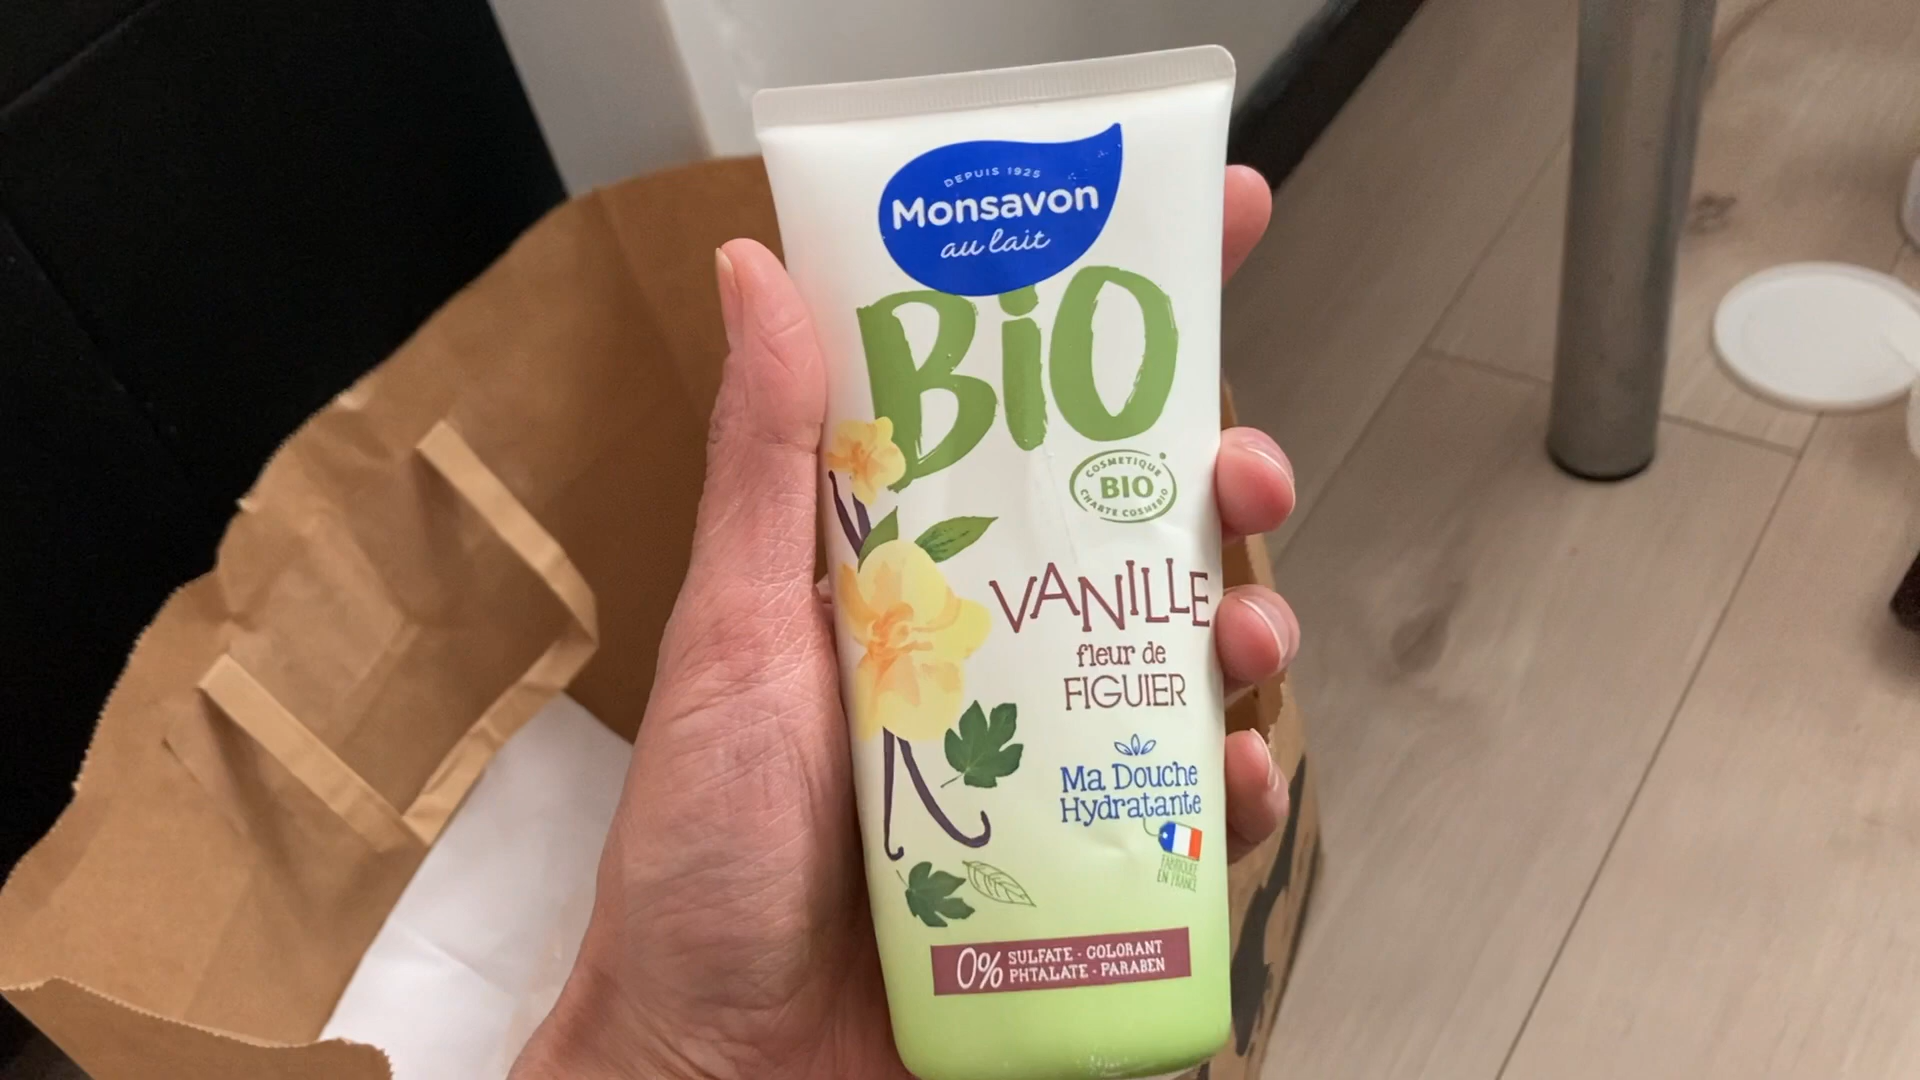 DEPUIS 1925
Monsavon
au lait
BiO
COSMETIQUE
BIO
CHARTE COSMEBIO
VANILLE
fleur de
FIGUIER
Ma Douche
Hydratante
FABRIQUÉE
EN FRANCE
0% SULFATE - COLORANT
PHTALATE - PARABEN